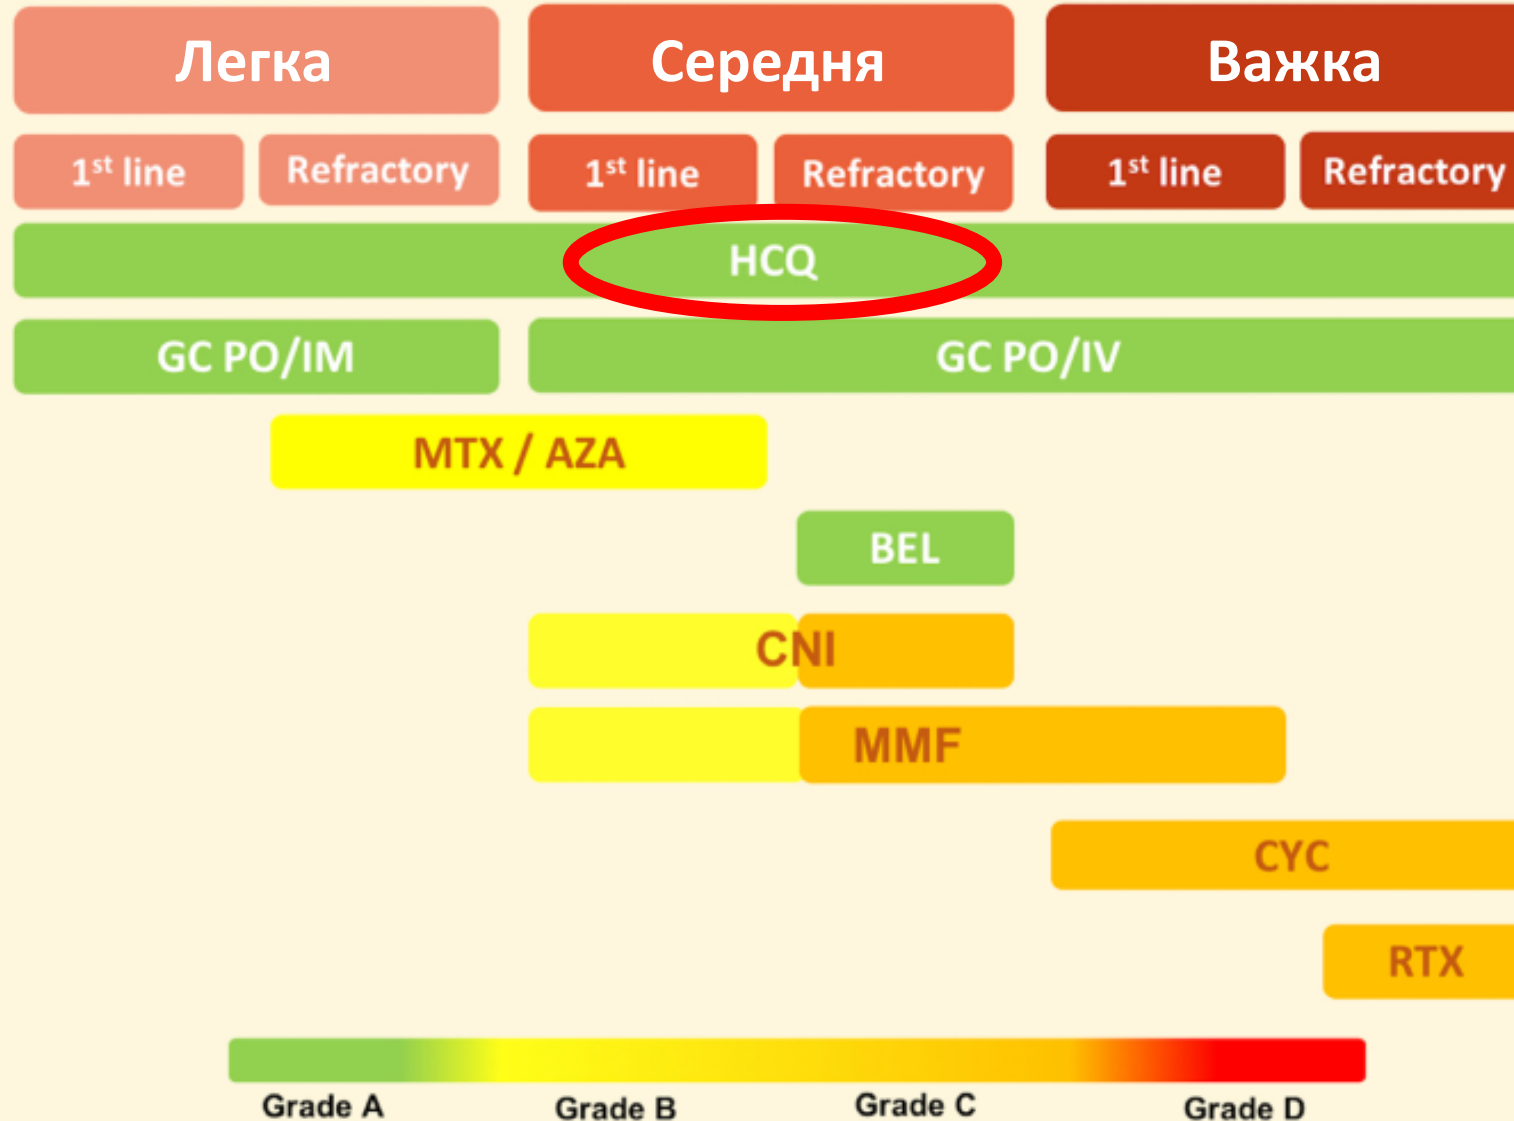 Легка Середня Важка
1st line Refractory 1st line Refractory 1st line Refractory
HCQ
GC PO/IM GC PO/IV
MTX / AZA
BEL
CNI
MMF
CYC
RTX
Grade A Grade B Grade C Grade D